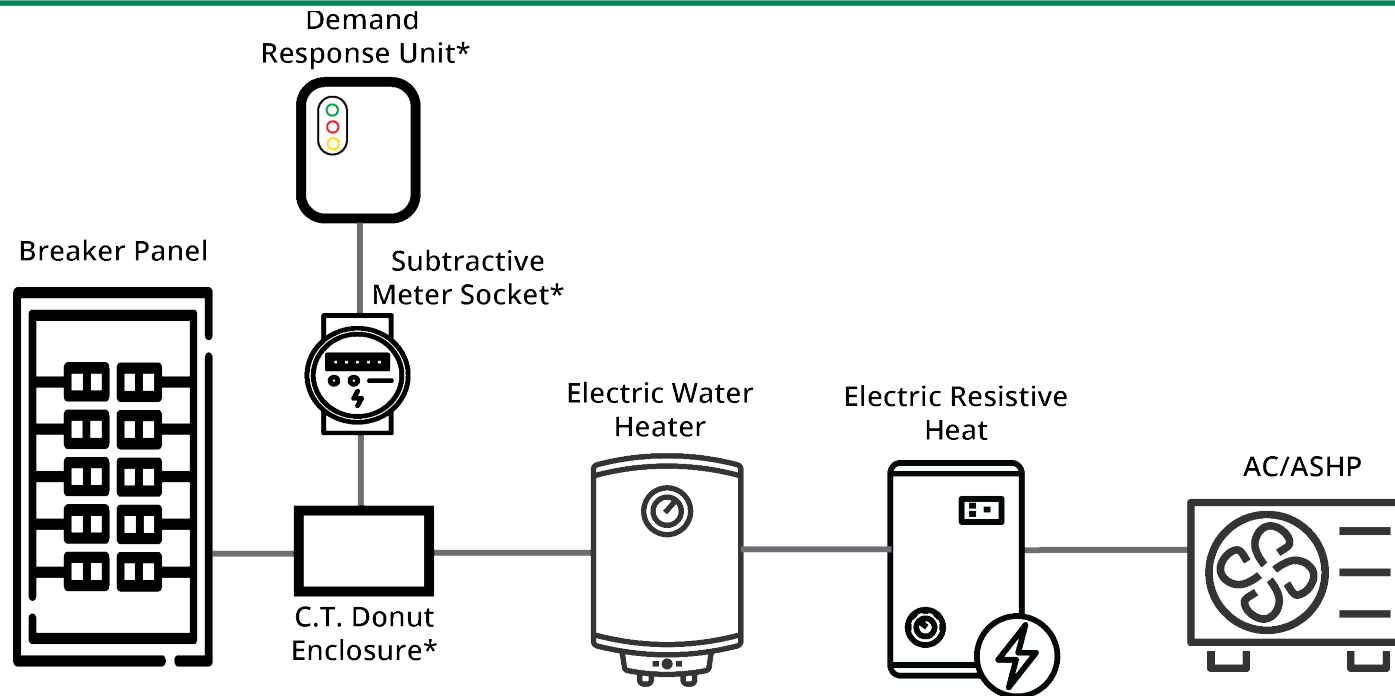 Demand
Response Unit*
Breaker Panel
Subtractive
Meter Socket*
Electric Water
Heater
Electric Resistive
Heat
AC/ASHP
C.T. Donut
Enclosure*